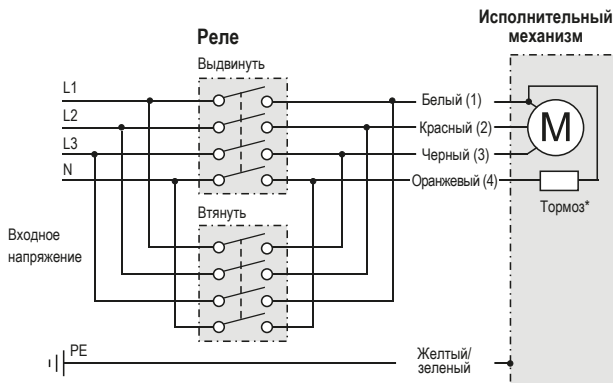 Исполнительный
механизм
Реле
Выдвинуть
L1
L2
L3
N
Белый (1)
Красный (2)
Черный (3)
Оранжевый (4)
M
Тормоз*
Втянуть
Входное
напряжение
PE
Желтый/
зеленый